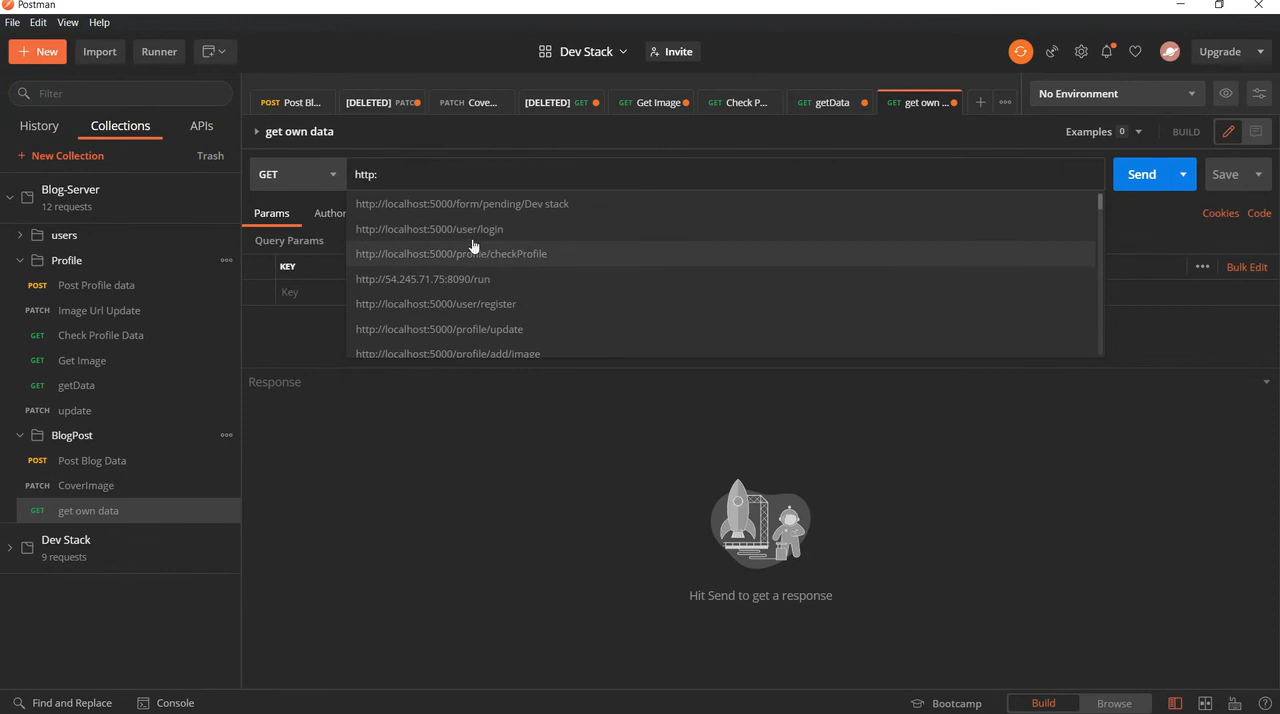 Postman
File Edit View Help
+ New Import Runner Dev Stack Invite Upgrade
Filter
History Collections APIs
+ New Collection Trash
Blog-Server
12 requests
users
Profile
POST Post Profile data
PATCH Image Url Update
GET Check Profile Data
GET Get Image
GET getData
PATCH update
BlogPost
POST Post Blog Data
PATCH CoverImage
GET get own data
Dev Stack
9 requests
POST Post Bl... [DELETED] PATC PATCH Cove... [DELETED] GET GET Get Image GET Check P... GET getData GET get own ... No Environment
get own data Examples 0 BUILD
GET http: Send Save
http://localhost:5000/form/pending/Dev stack
http://localhost:5000/user/login
http://localhost:5000/profile/checkProfile
http://54.245.71.75:8090/run
http://localhost:5000/user/register
http://localhost:5000/profile/update
http://localhost:5000/profile/add/image
Params Author Cookies Code
Query Params
KEY Bulk Edit
Key
Response
Hit Send to get a response
Find and Replace Console Bootcamp Build Browse